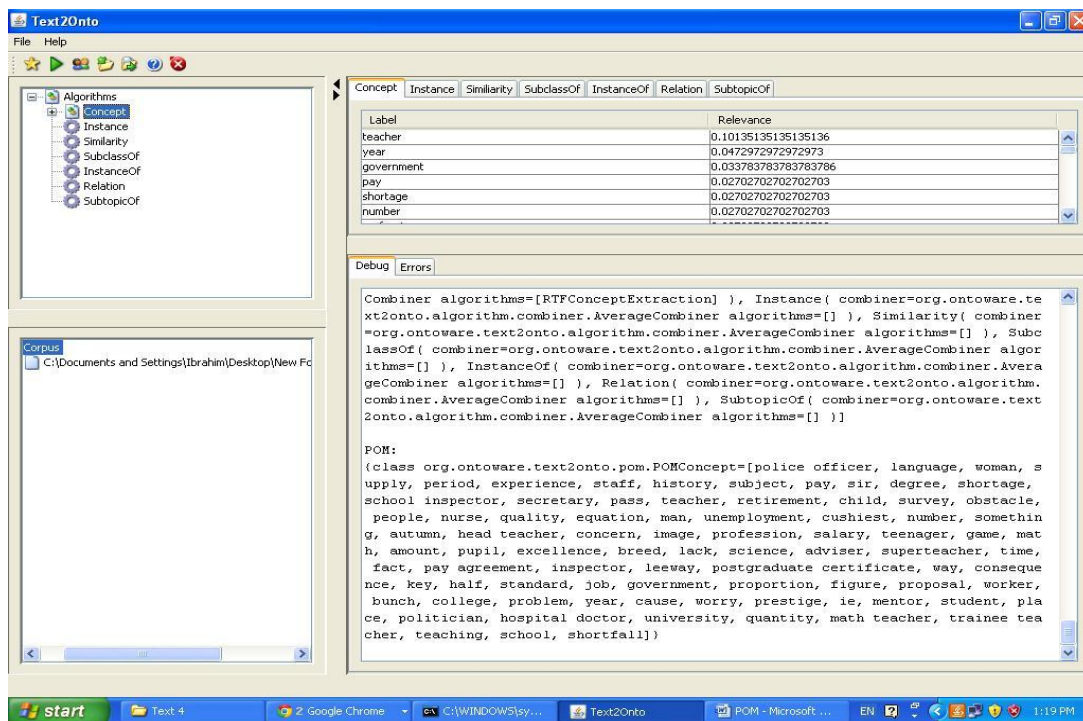 Text2Onto
File Help
Algorithms
Concept
Instance
Similarity
SubclassOf
InstanceOf
Relation
SubtopicOf
Corpus
C:\Documents and Settings\Ibrahim\Desktop\New Fo
Concept Instance Similiarity SubclassOf InstanceOf Relation SubtopicOf
Label Relevance
teacher 0.10135135135135136
year 0.0472972972972973
government 0.033783783783783786
pay 0.02702702702702703
shortage 0.02702702702702703
number 0.02702702702702703
Debug Errors
Combiner algorithms=[RTFConceptExtraction] ), Instance( combiner=org.ontoware.te
xt2onto.algorithm.combiner.AverageCombiner algorithms=[] ), Similarity( combiner
=org.ontoware.text2onto.algorithm.combiner.AverageCombiner algorithms=[] ), Subc
lassOf( combiner=org.ontoware.text2onto.algorithm.combiner.AverageCombiner algor
ithms=[] ), InstanceOf( combiner=org.ontoware.text2onto.algorithm.combiner.Avera
geCombiner algorithms=[] ), Relation( combiner=org.ontoware.text2onto.algorithm.
combiner.AverageCombiner algorithms=[] ), SubtopicOf( combiner=org.ontoware.text
2onto.algorithm.combiner.AverageCombiner algorithms=[] )]
POM:
{class org.ontoware.text2onto.pom.POMConcept=[police officer, language, woman, s
upply, period, experience, staff, history, subject, pay, sir, degree, shortage,
school inspector, secretary, pass, teacher, retirement, child, survey, obstacle,
people, nurse, quality, equation, man, unemployment, cushiest, number, somethin
g, autumn, head teacher, concern, image, profession, salary, teenager, game, mat
h, amount, pupil, excellence, breed, lack, science, adviser, superteacher, time,
fact, pay agreement, inspector, leeway, postgraduate certificate, way, conseque
nce, key, half, standard, job, government, proportion, figure, proposal, worker,
bunch, college, problem, year, cause, worry, prestige, ie, mentor, student, pla
ce, politician, hospital doctor, university, quantity, math teacher, trainee tea
cher, teaching, school, shortfall]}
start Text 4 2 Google Chrome C:\WINDOWS\sy... Text2Onto POM - Microsoft ... EN 1:19 PM